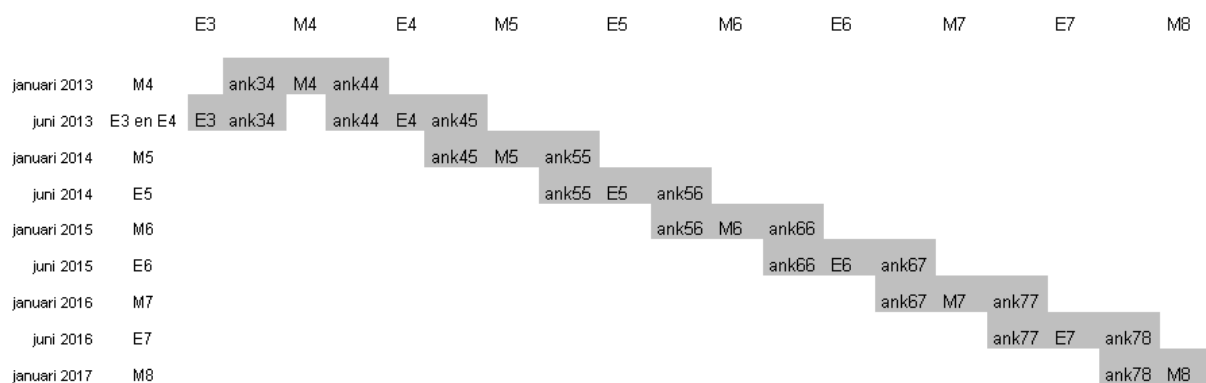 E3 M4 E4 M5 E5 M6 E6 M7 E7 M8
januari 2013 M4 ank34 M4 ank44
juni 2013 E3 en E4 E3 ank34 ank44 E4 ank45
januari 2014 M5 ank45 M5 ank55
juni 2014 E5 ank55 E5 ank56
januari 2015 M6 ank56 M6 ank66
juni 2015 E6 ank66 E6 ank67
januari 2016 M7 ank67 M7 ank77
juni 2016 E7 ank77 E7 ank78
januari 2017 M8 ank78 M8